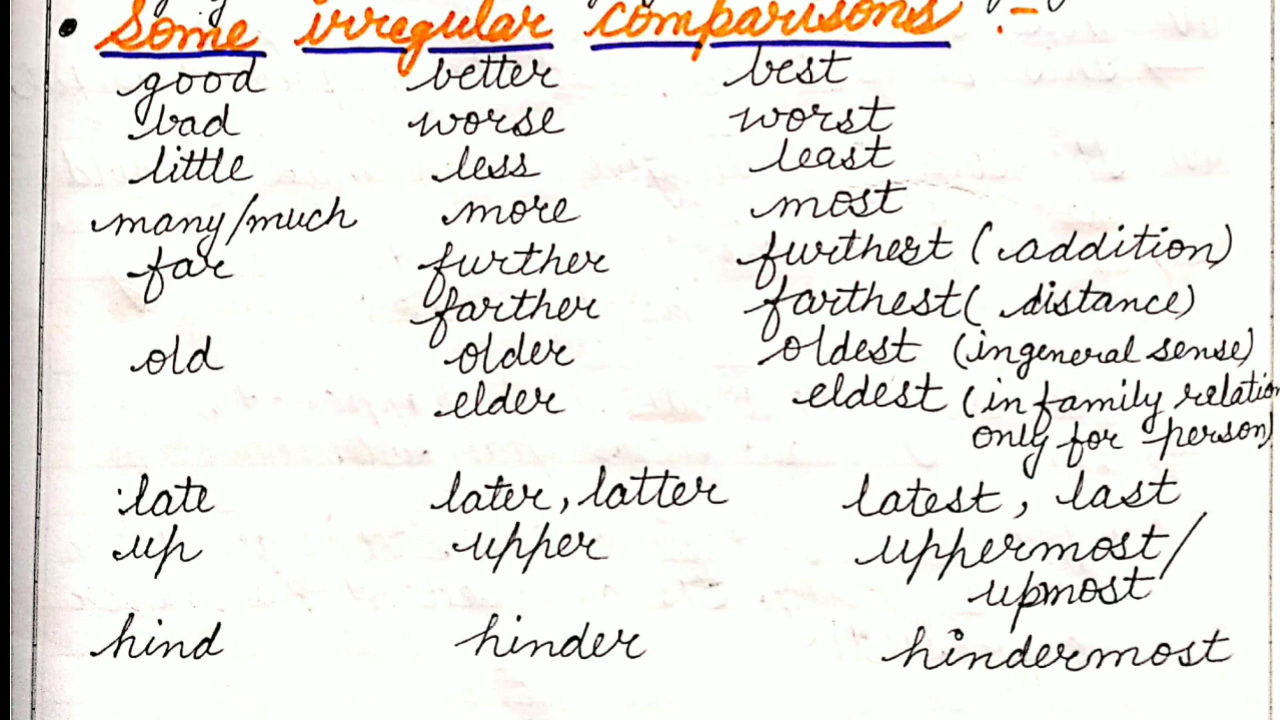 • Some irregular comparisons :-
good better best
bad worse worst
little less least
many/much more most
far further furthest (addition)
farther farthest (distance)
old older oldest (in general sense)
elder eldest (in family relation
only for person)
late later, latter latest, last
up upper uppermost/
upmost
hind hinder hindermost